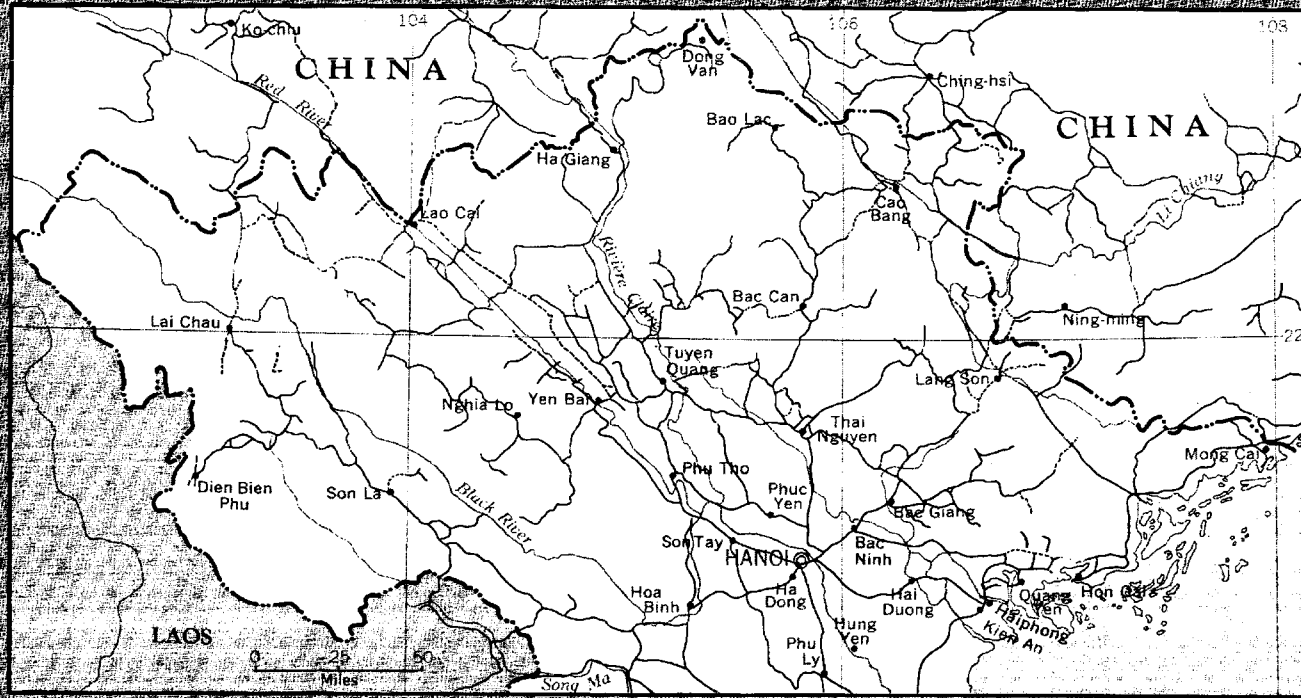 104
106
108
Ko-chiu
CHINA
Red River
Dong
Van
Ching-hsi
Bao Lac
CHINA
Ha Giang
Li Chiang
Cao
Bang
Lao Cai
Rivière Claire
Bac Can
Ning-ming
Lai Chau
22
Tuyen
Quang
Lang Son
Nghia Lo
Yen Bai
Thai
Nguyen
Mong Cai
Phu Tho
Dien Bien
Phu
Son La
Black River
Phuc
Yen
Bac Giang
Son Tay
HANOI
Bac
Ninh
Ha
Dong
Hoa
Binh
Hai
Duong
Quang
Yen
Hon Gai
Haiphong
Kien An
Hung
Yen
LAOS
Phu
Ly
0 25 50
Miles
Song Ma